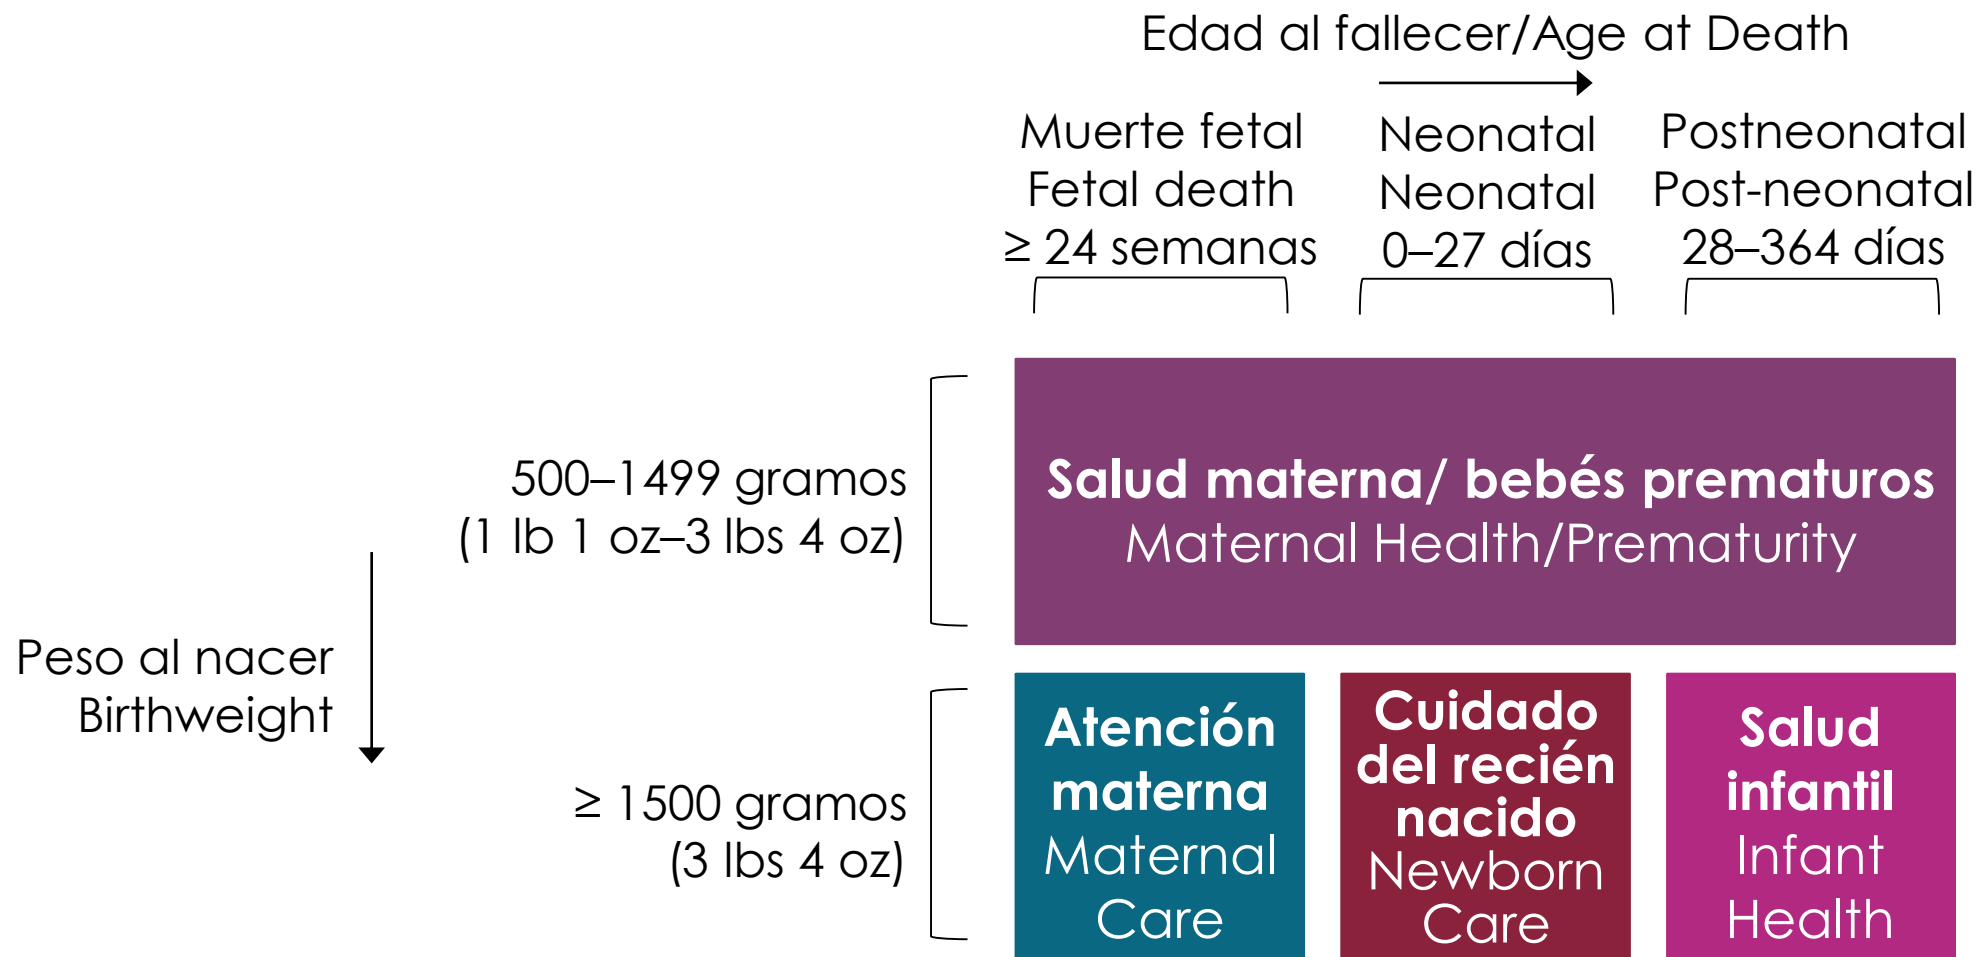 Edad al fallecer/Age at Death
Muerte fetal
Fetal death
≥ 24 semanas
Neonatal
Neonatal
0–27 días
Postneonatal
Post-neonatal
28–364 días
Peso al nacer
Birthweight
500–1499 gramos
(1 lb 1 oz–3 lbs 4 oz)
Salud materna/ bebés prematuros
Maternal Health/Prematurity
≥ 1500 gramos
(3 lbs 4 oz)
Atención
materna
Maternal
Care
Cuidado
del recién
nacido
Newborn
Care
Salud
infantil
Infant
Health